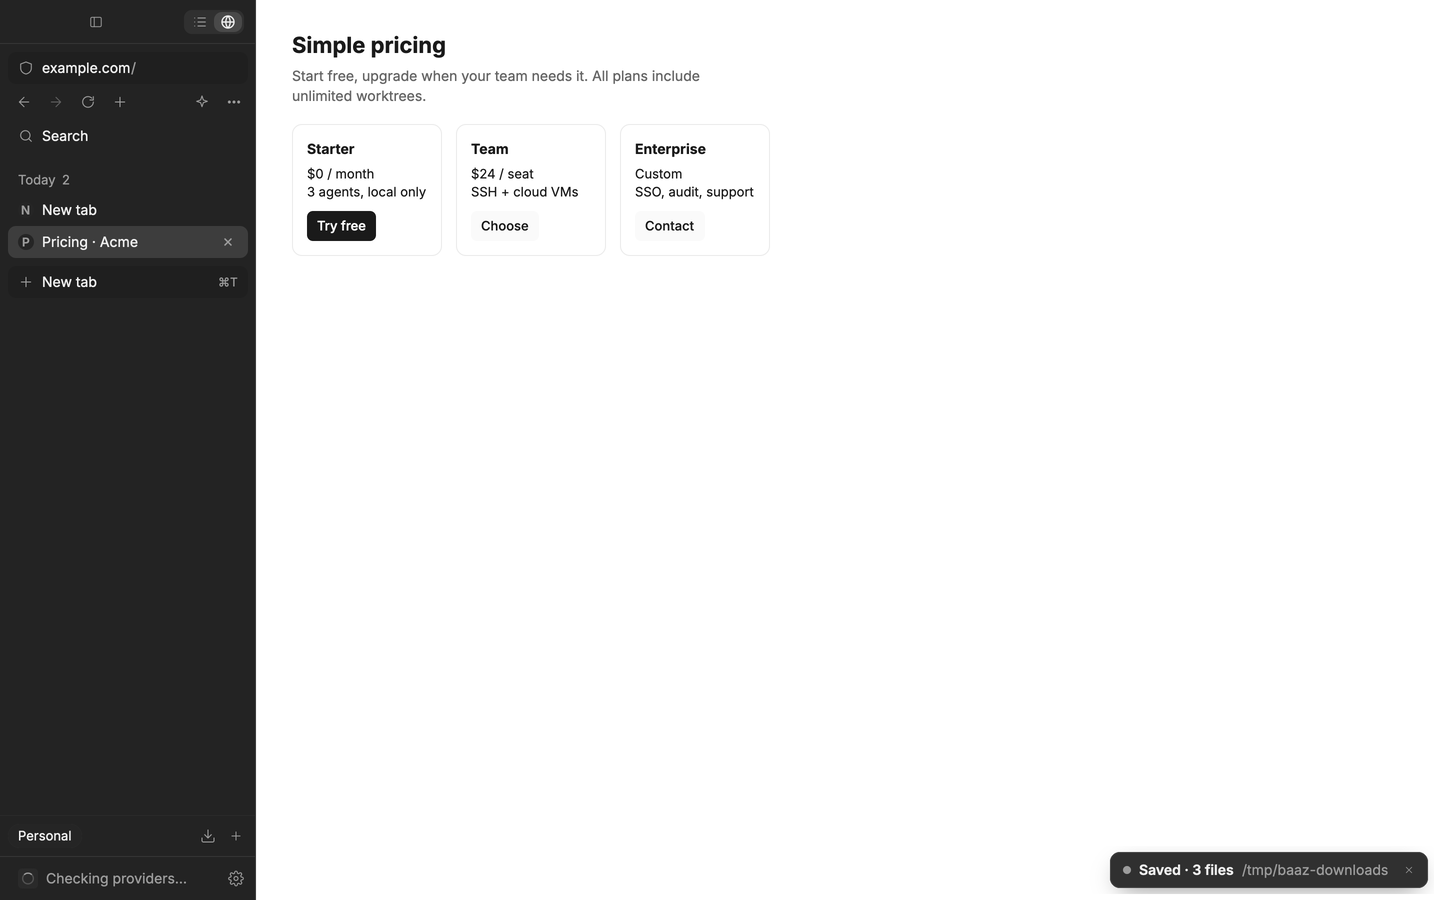 example.com/
Search
Today 2
N New tab
P Pricing · Acme
New tab ⌘T
Personal
Checking providers...
Simple pricing
Start free, upgrade when your team needs it. All plans include
unlimited worktrees.
Starter
$0 / month
3 agents, local only
Try free
Team
$24 / seat
SSH + cloud VMs
Choose
Enterprise
Custom
SSO, audit, support
Contact
Saved · 3 files /tmp/baaz-downloads